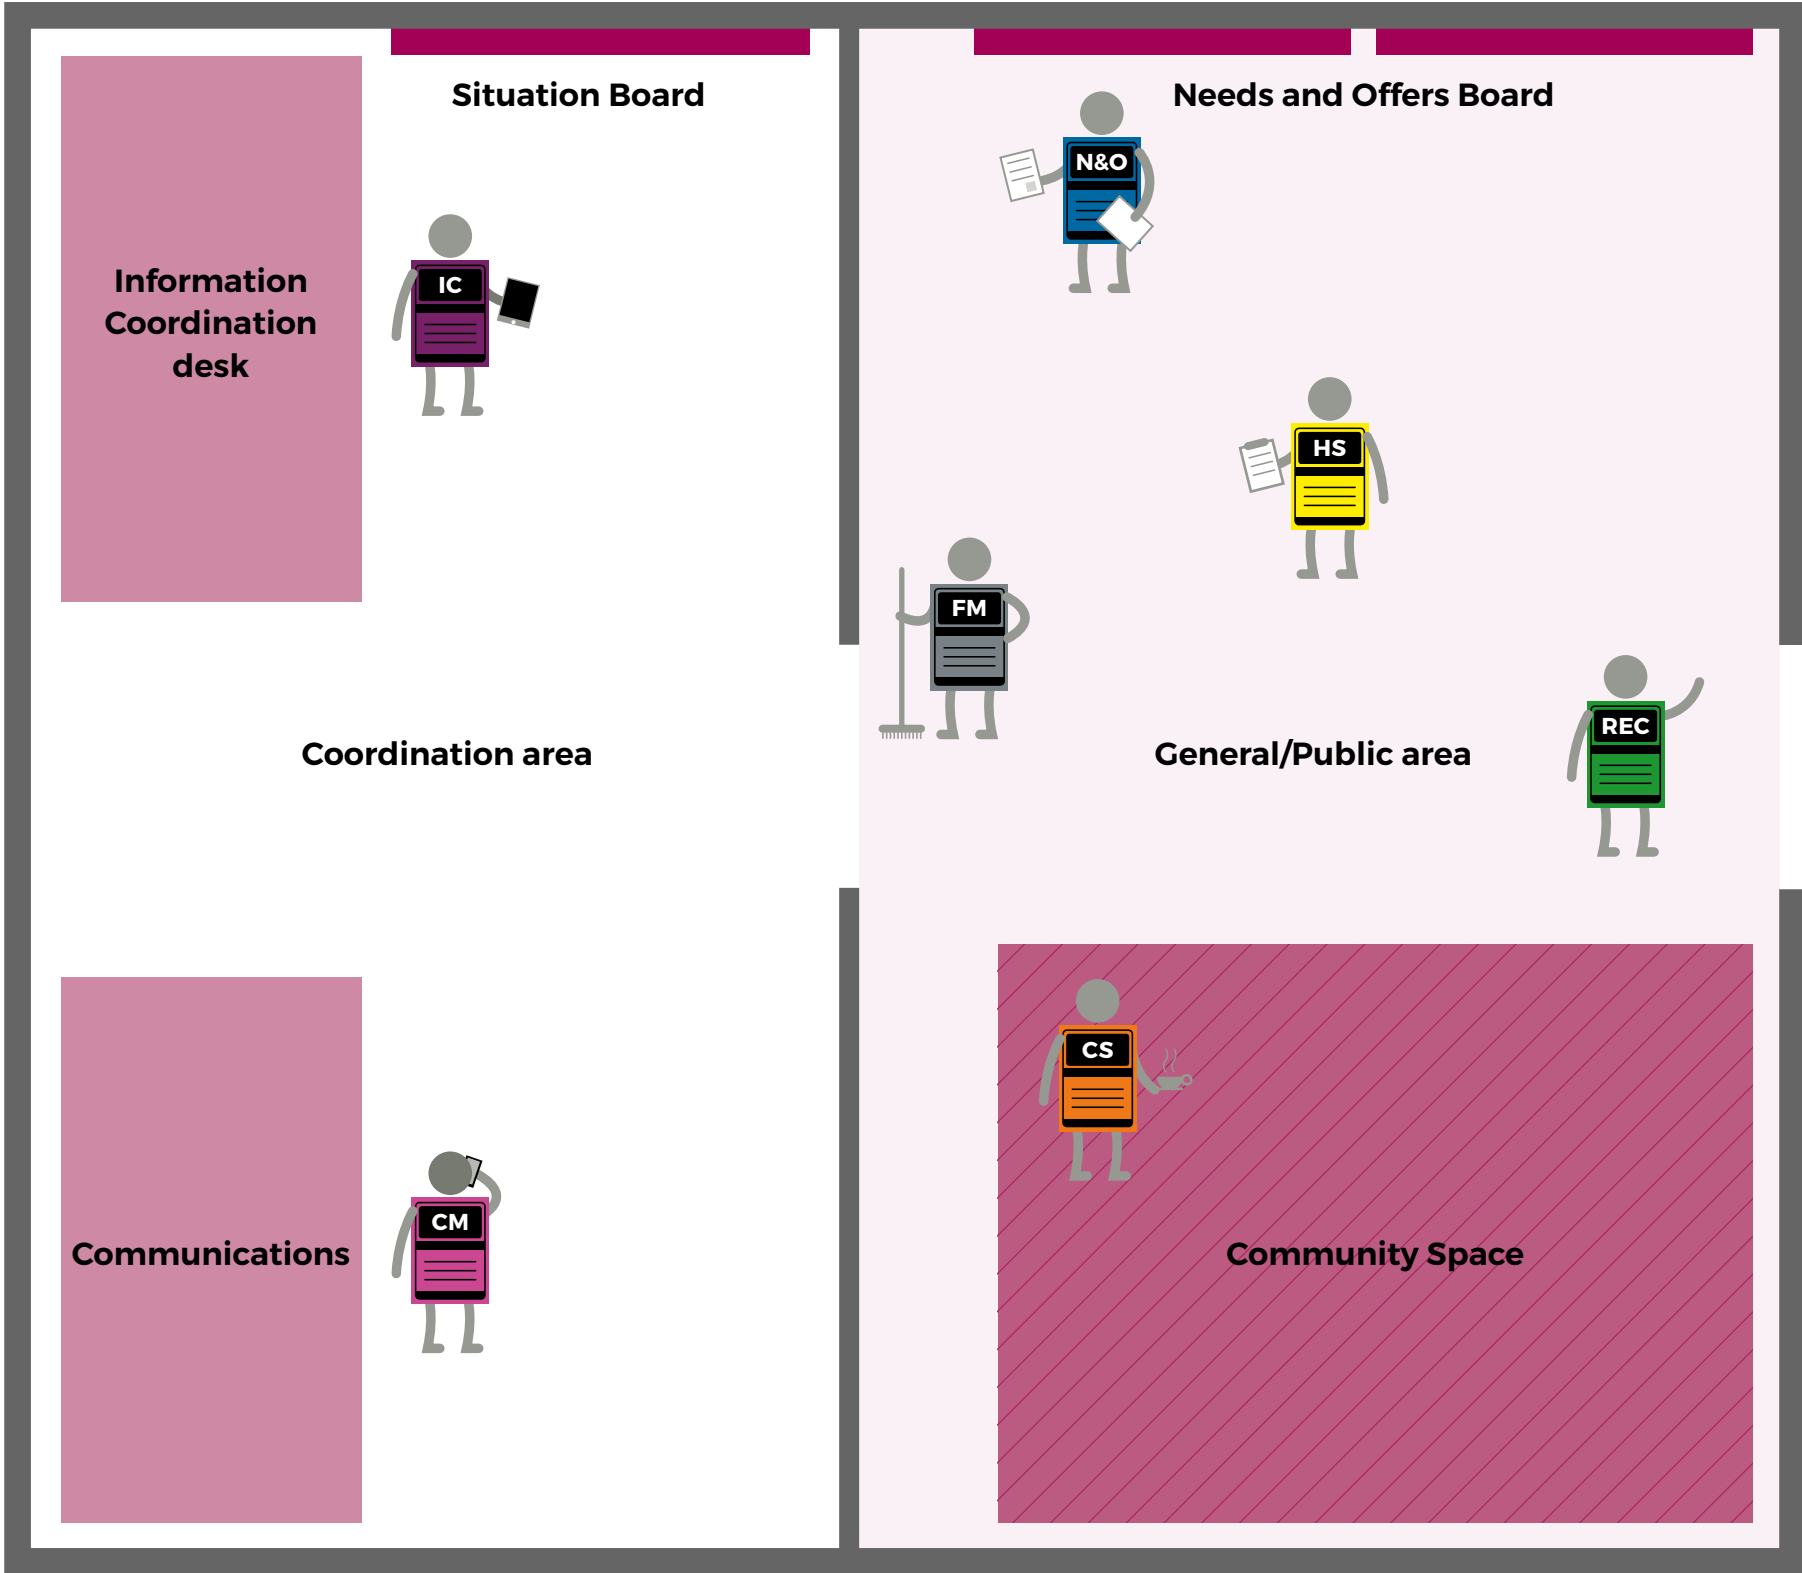 Situation Board
Needs and Offers Board
N&O
Information
Coordination
desk
IC
HS
FM
REC
Coordination area
General/Public area
CS
CM
Communications
Community Space